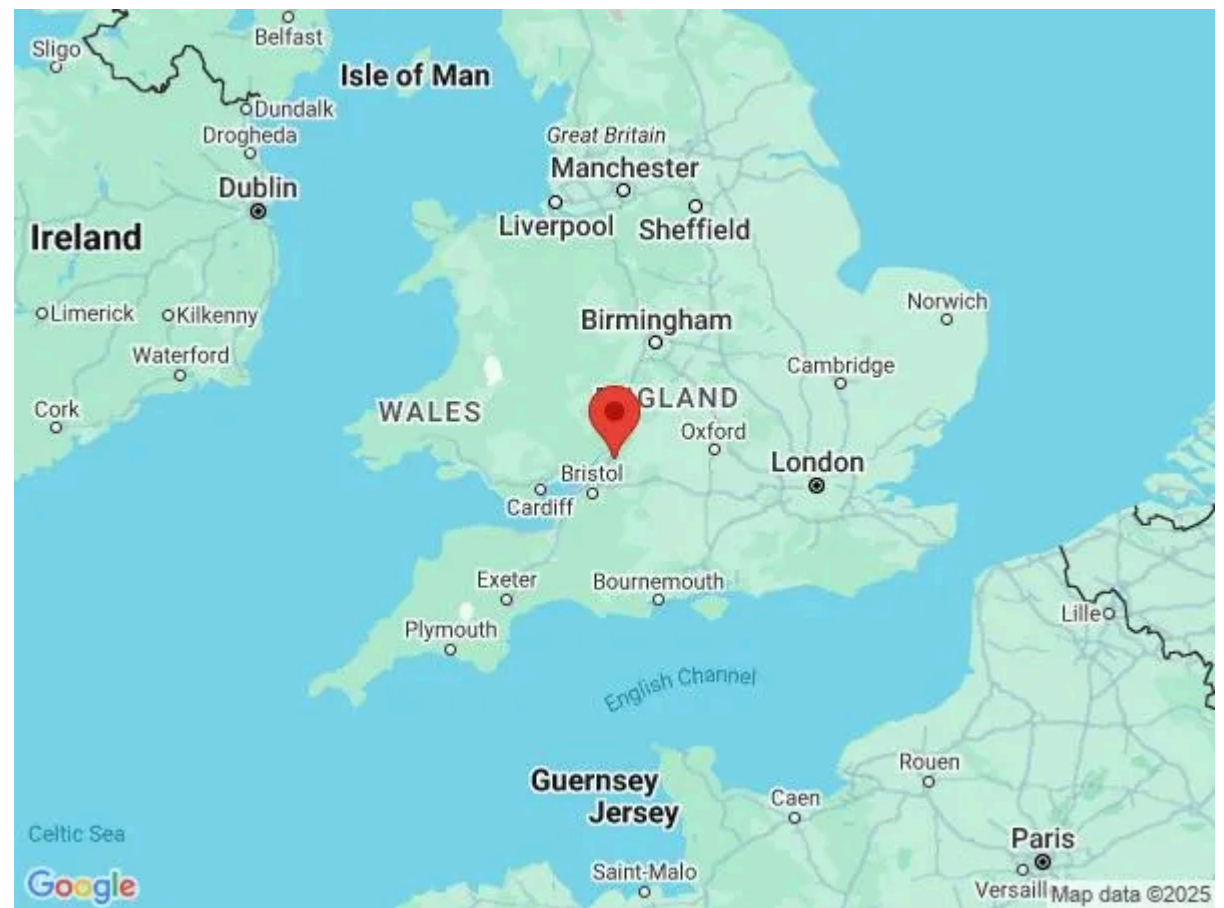 Belfast
Sligo
Isle of Man
Dundalk
Drogheda
Great Britain
Manchester
Dublin
Liverpool
Sheffield
Ireland
Norwich
Limerick
Kilkenny
Birmingham
Waterford
Cambridge
Cork
WALES
GLAND
Oxford
London
Bristol
Cardiff
Exeter
Bournemouth
Lille
Plymouth
English Channel
Rouen
Guernsey
Jersey
Caen
Celtic Sea
Paris
Saint-Malo
Google
Versaill
Map data ©2025